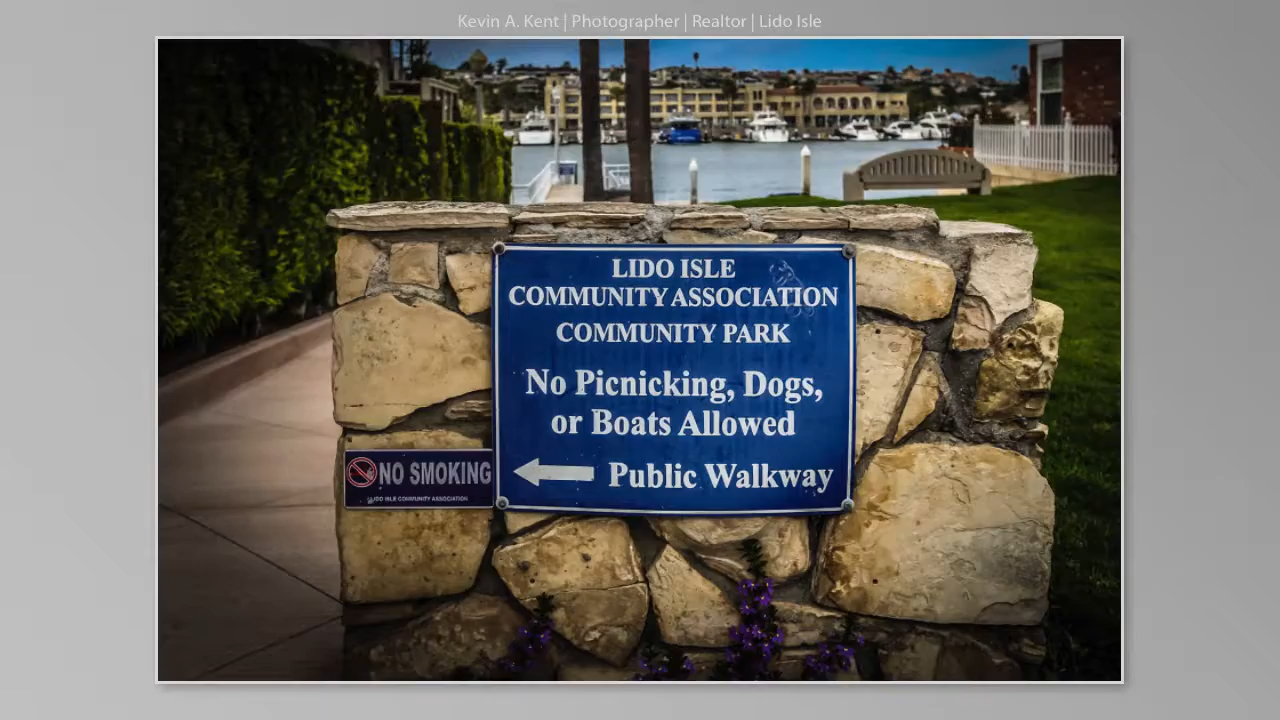 Kevin A. Kent | Photographer | Realtor | Lido Isle
LIDO ISLE
COMMUNITY ASSOCIATION
COMMUNITY PARK
No Picnicking, Dogs,
or Boats Allowed
Public Walkway
NO SMOKING
LIDO ISLE COMMUNITY ASSOCIATION